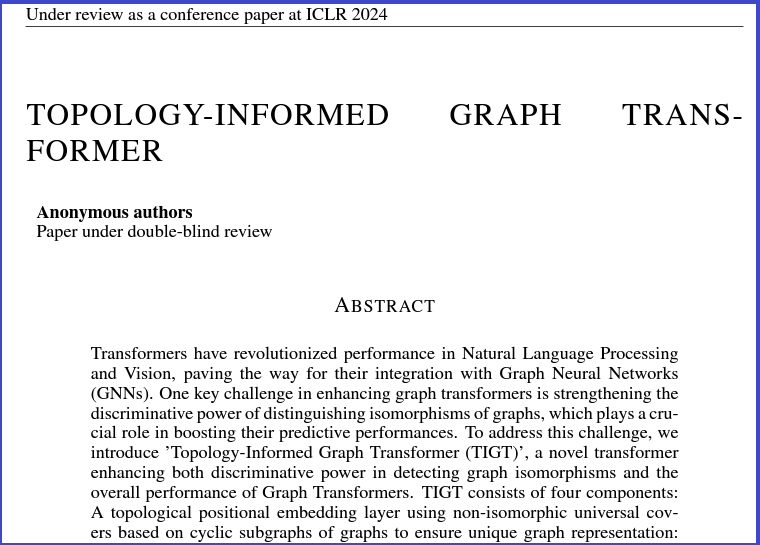 Under review as a conference paper at ICLR 2024
TOPOLOGY-INFORMED GRAPH TRANS-
FORMER
Anonymous authors
Paper under double-blind review
ABSTRACT
Transformers have revolutionized performance in Natural Language Processing
and Vision, paving the way for their integration with Graph Neural Networks
(GNNs). One key challenge in enhancing graph transformers is strengthening the
discriminative power of distinguishing isomorphisms of graphs, which plays a cru-
cial role in boosting their predictive performances. To address this challenge, we
introduce ’Topology-Informed Graph Transformer (TIGT)’, a novel transformer
enhancing both discriminative power in detecting graph isomorphisms and the
overall performance of Graph Transformers. TIGT consists of four components:
A topological positional embedding layer using non-isomorphic universal cov-
ers based on cyclic subgraphs of graphs to ensure unique graph representation: